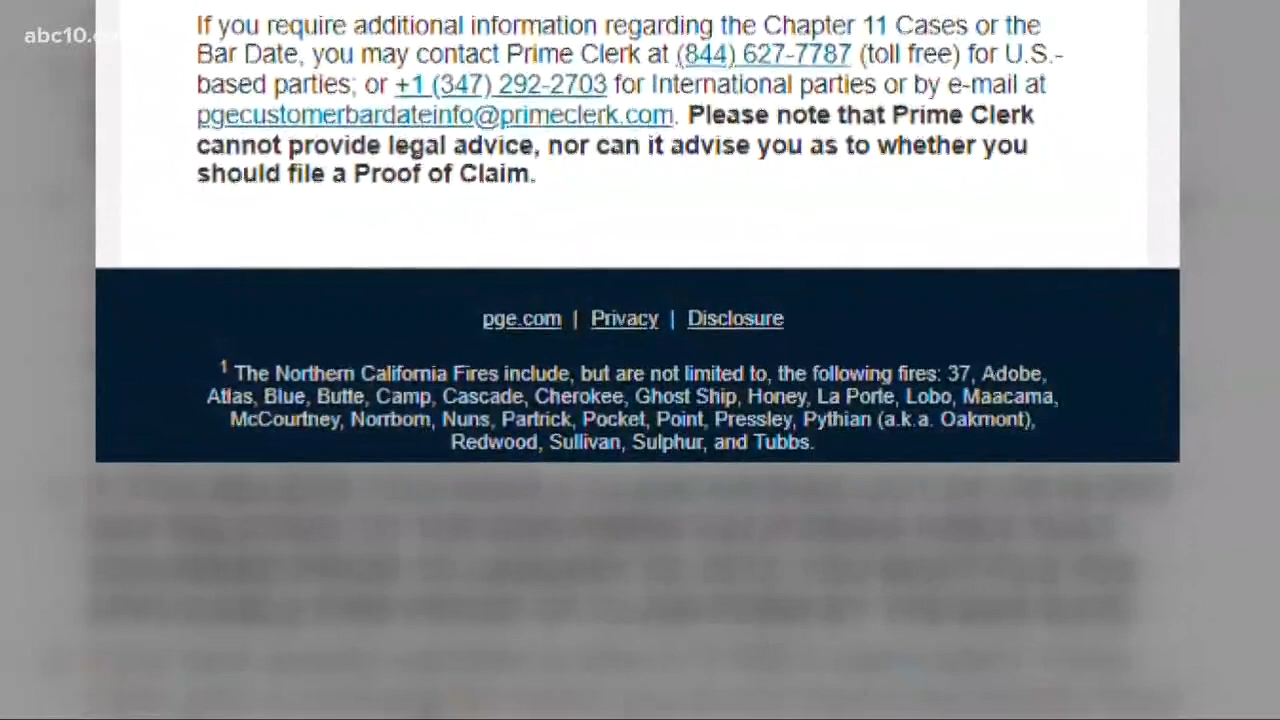 abc10.co
If you require additional information regarding the Chapter 11 Cases or the
Bar Date, you may contact Prime Clerk at (844) 627-7787 (toll free) for U.S.-
based parties; or +1 (347) 292-2703 for International parties or by e-mail at
pgecustomerbardateinfo@primeclerk.com. Please note that Prime Clerk
cannot provide legal advice, nor can it advise you as to whether you
should file a Proof of Claim.
pge.com | Privacy | Disclosure
1 The Northern California Fires include, but are not limited to, the following fires: 37, Adobe,
Atlas, Blue, Butte, Camp, Cascade, Cherokee, Ghost Ship, Honey, La Porte, Lobo, Maacama,
McCourtney, Norrbom, Nuns, Partrick, Pocket, Point, Pressley, Pythian (a.k.a. Oakmont),
Redwood, Sullivan, Sulphur, and Tubbs.